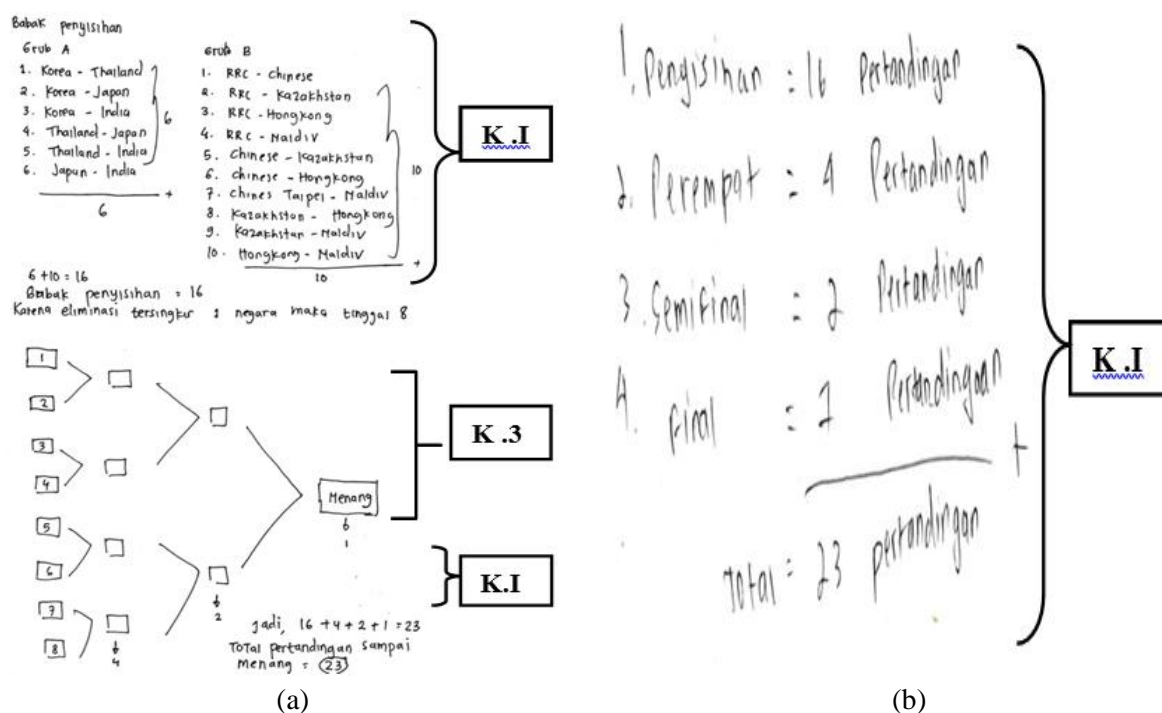 Babak penyisihan
Grub A
1. Korea - Thailand
2. Korea - Japan
3. Korea - India
4. Thailand - Japan
5. Thailand - India
6. Japan - India
6
6
+
Grub B
1. RRC - Chinese
2. RRC - Kazakhstan
3. RRC - Hongkong
4. RRC - Maldiv
5. Chinese - Kazakhstan
6. Chinese - Hongkong
7. Chines Taipei - Maldiv
8. Kazakhstan - Hongkong
9. Kazakhstan - Maldiv
10. Hongkong - Maldiv
10
10
+
K .I
6 + 10 = 16
Babak penyisihan = 16
Karena eliminasi tersingkir 1 negara maka tinggal 8
1
2
3
4
5
6
7
8
4
2
Menang
1
K .3
K.I
Jadi, 16 + 4 + 2 + 1 = 23
Total pertandingan sampai
menang = 23
(a)
1. Pengisihan = 16 Pertandingan
2. Perempat = 4 Pertandingan
3. Semifinal = 2 Pertandingan
4. Final = 1 Pertandingaan
+
Total = 23 pertandingan
K .I
(b)